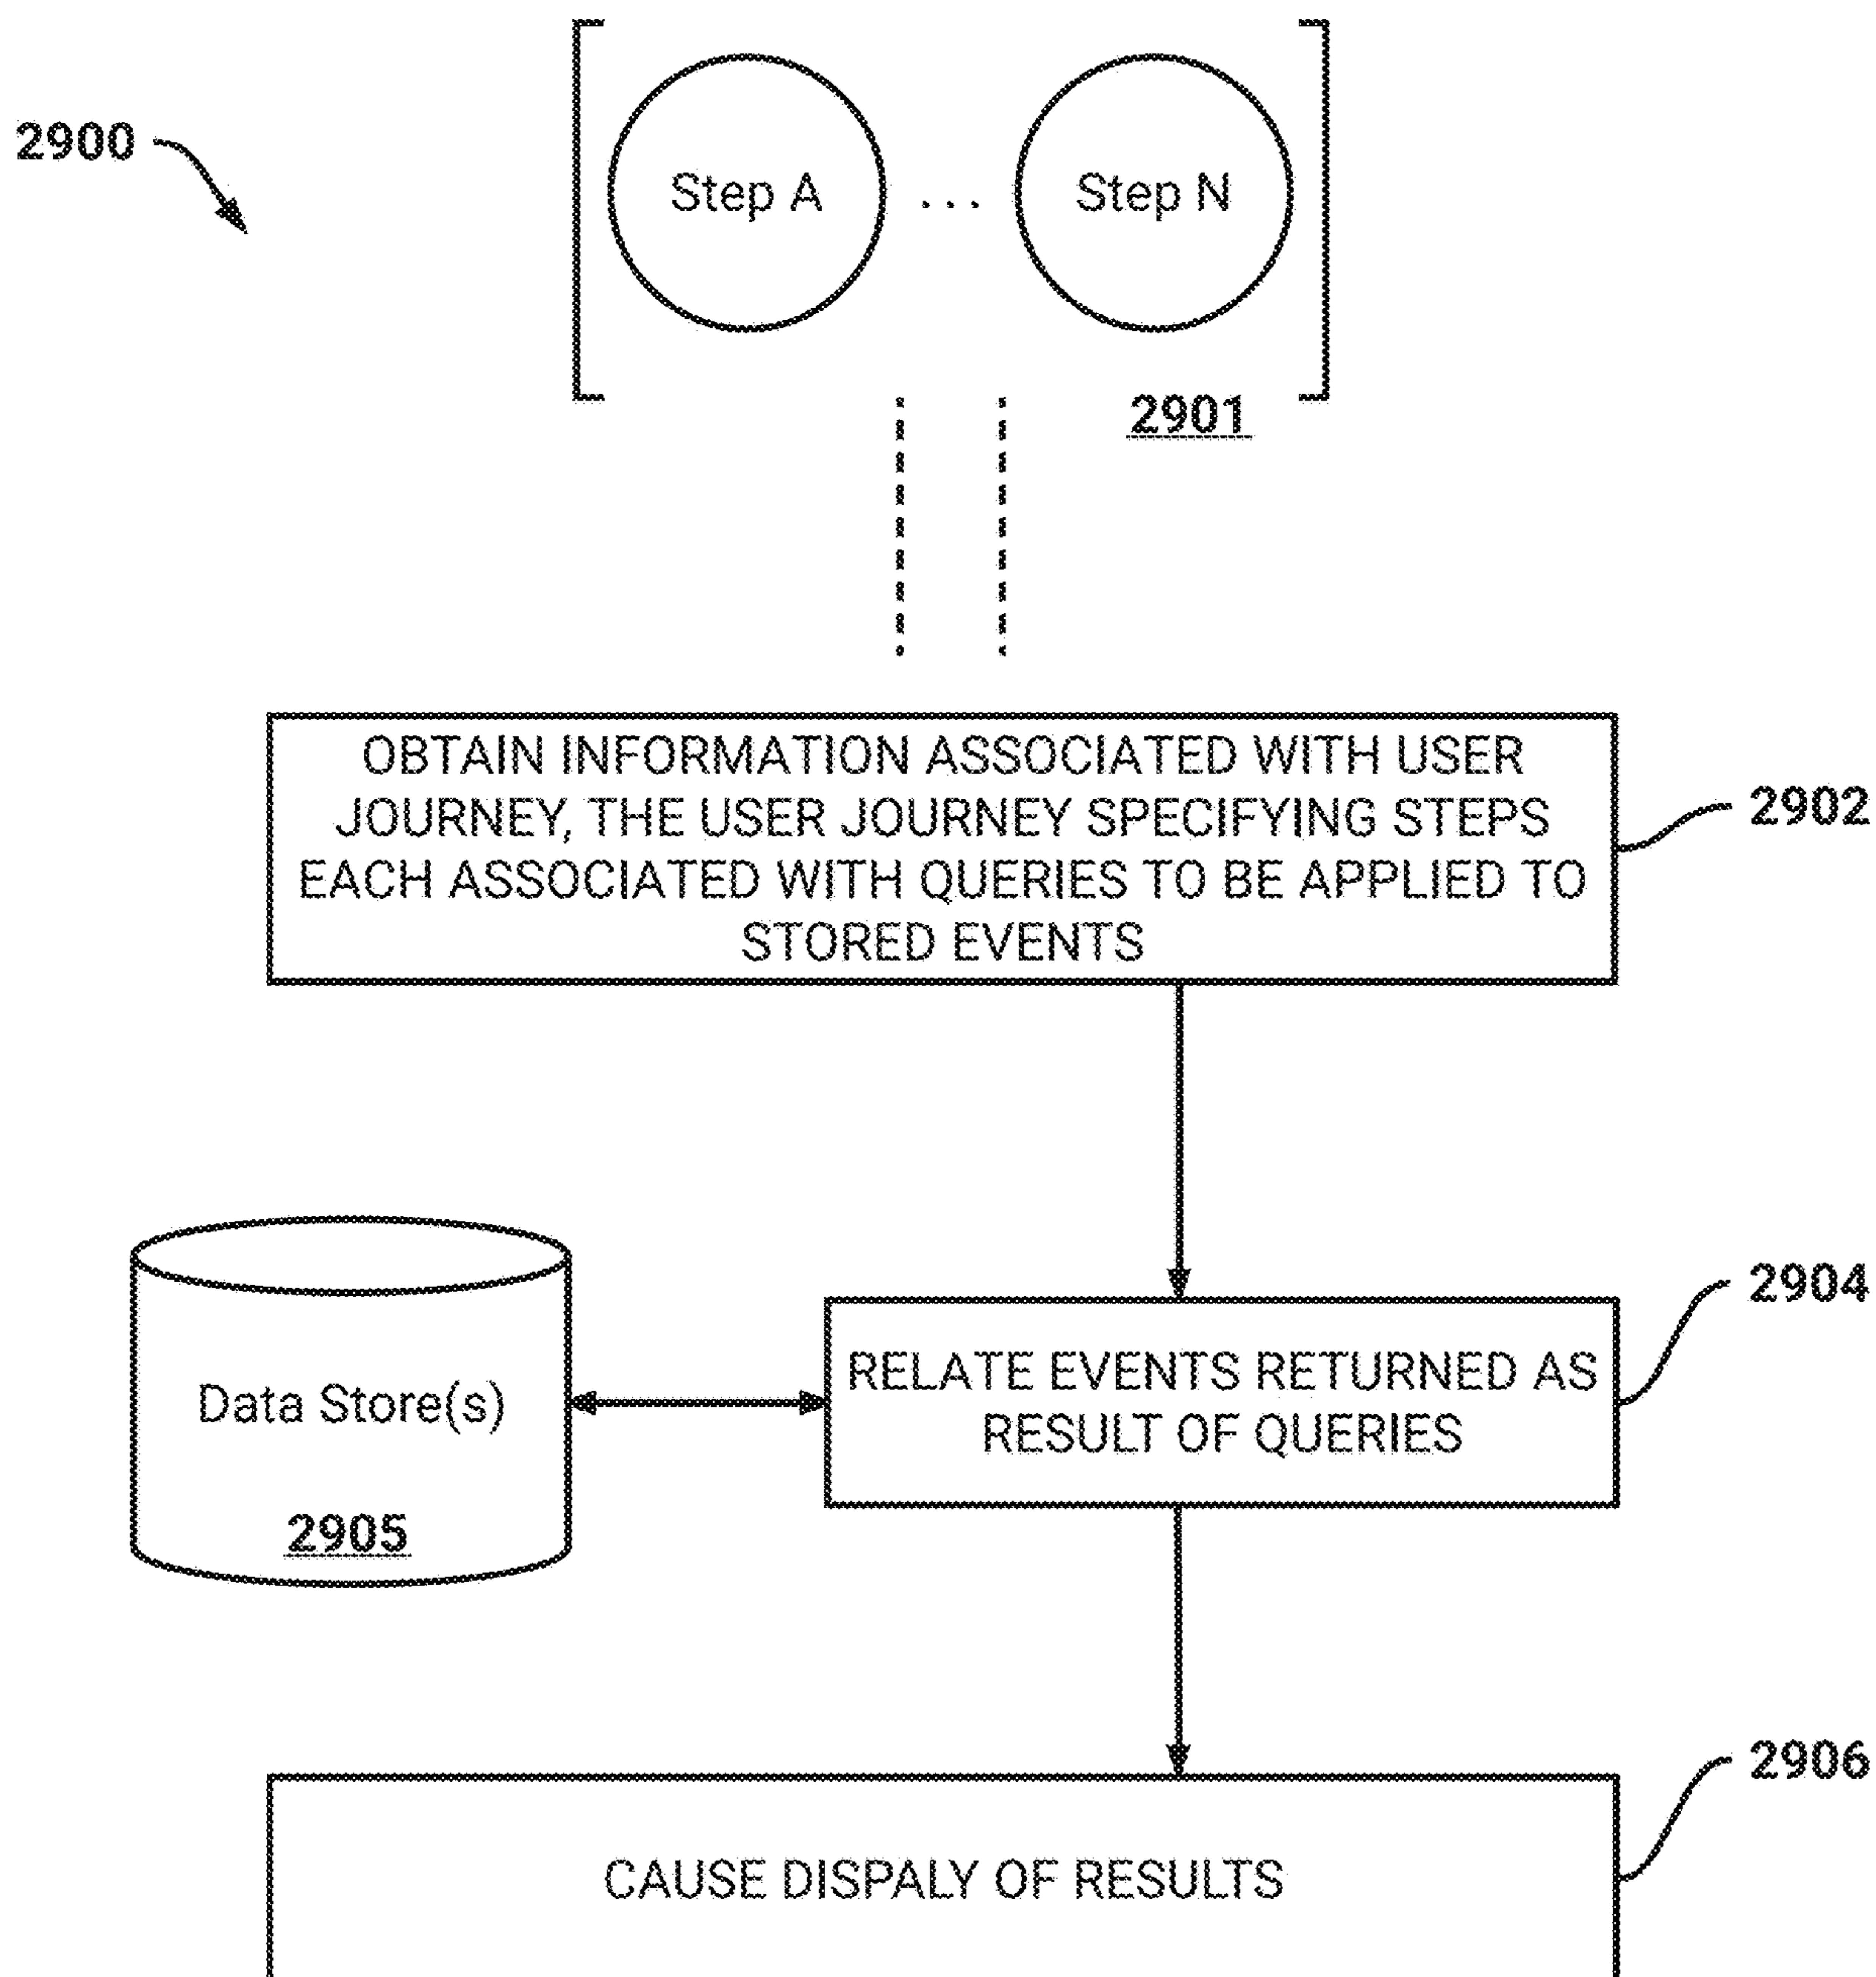 2900
Step A ... Step N
2901
OBTAIN INFORMATION ASSOCIATED WITH USER
JOURNEY, THE USER JOURNEY SPECIFYING STEPS
EACH ASSOCIATED WITH QUERIES TO BE APPLIED TO
STORED EVENTS
2902
RELATE EVENTS RETURNED AS
RESULT OF QUERIES
2904
Data Store(s)
2905
CAUSE DISPALY OF RESULTS
2906